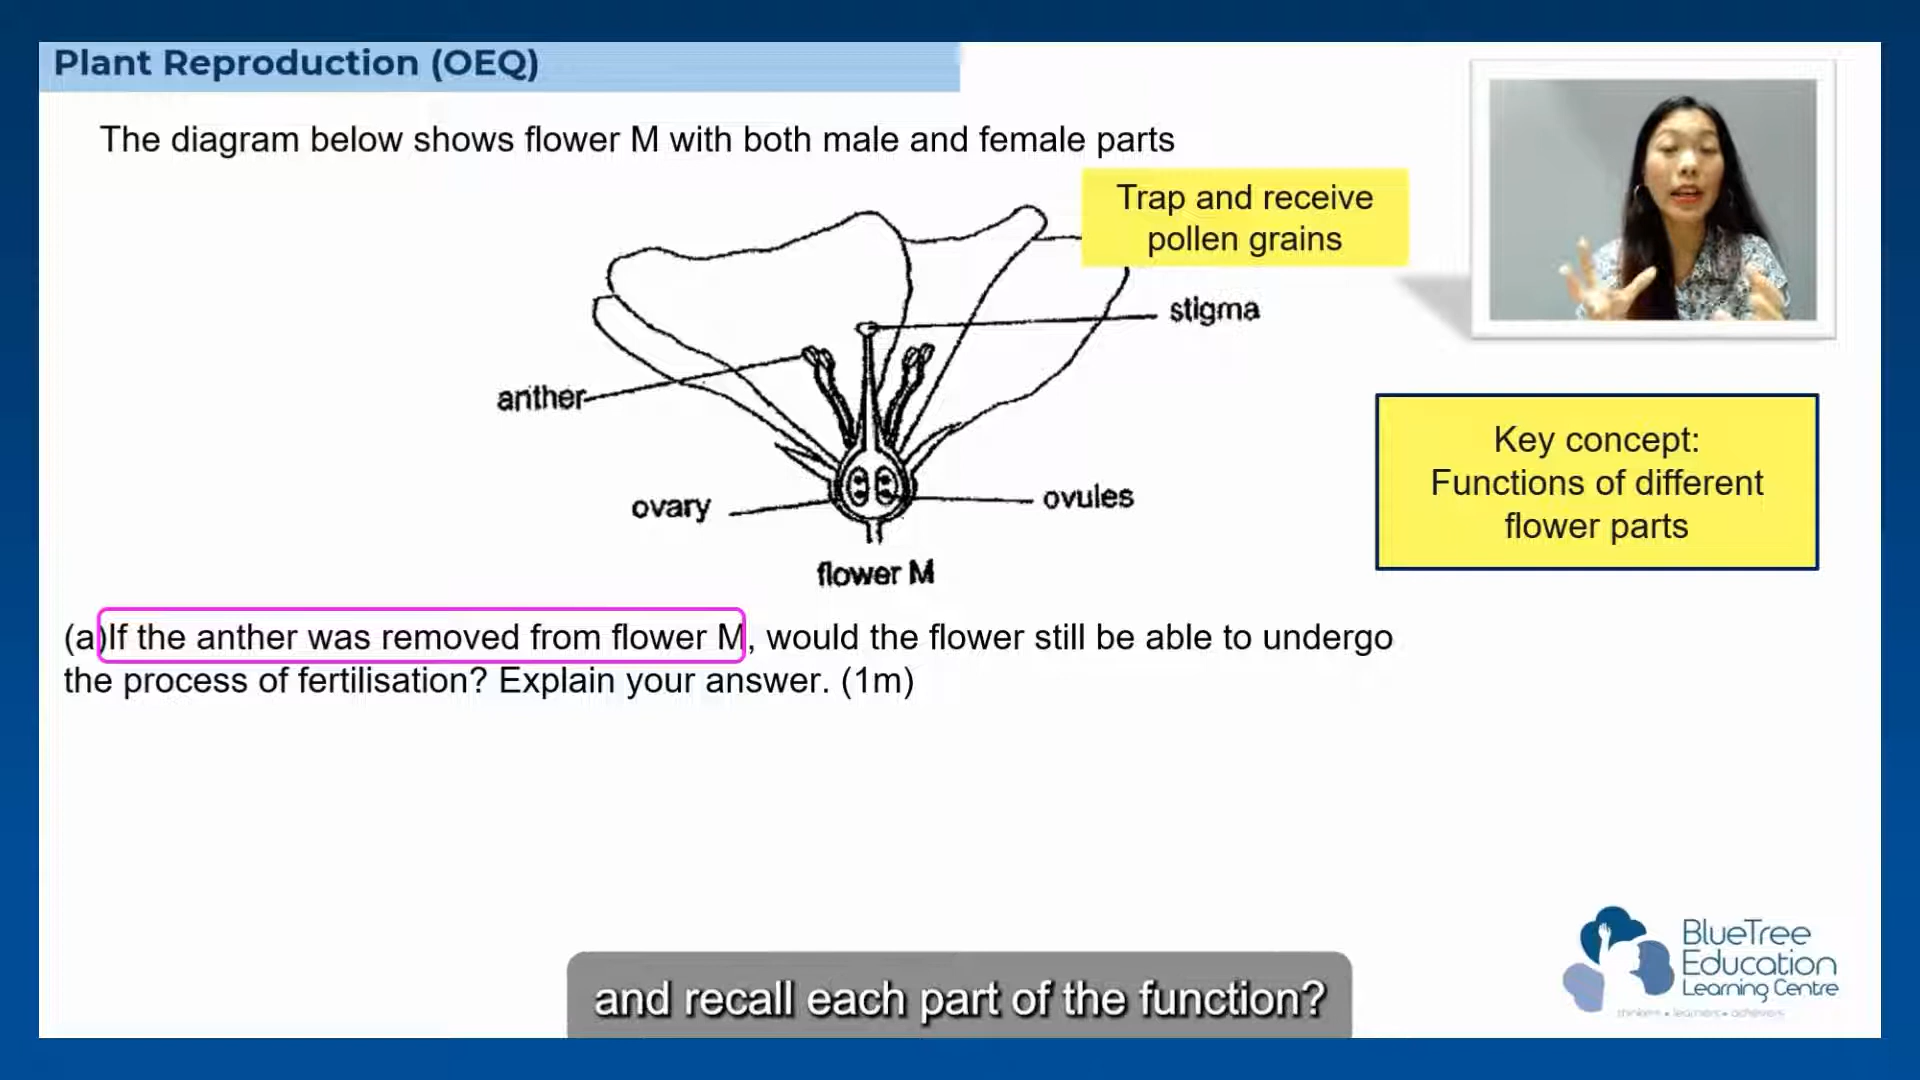 Plant Reproduction (OEQ)
The diagram below shows flower M with both male and female parts
Trap and receive
pollen grains
stigma
anther
Key concept:
Functions of different
flower parts
ovary
ovules
flower M
(a)If the anther was removed from flower M, would the flower still be able to undergo
the process of fertilisation? Explain your answer. (1m)
BlueTree
Education
Learning Centre
thinkers • learners • achievers
and recall each part of the function?